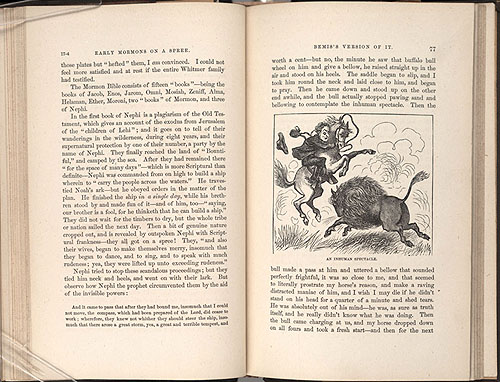 EARLY MORMONS ON A SPREE.
those plates but "hefted" them, I am convinced. I could not
feel more satisfied and at rest if the entire Whitmer family
had testified.
The Mormon Bible consists of fifteen "books"—being the
books of Jacob, Enos, Jarom, Omni, Mosiah, Zeniff, Alma,
Helaman, Ether, Moroni, two "books" of Mormon, and three
of Nephi.
In the first book of Nephi is a plagiarism of the Old Tes-
tament, which gives an account of the exodus from Jerusalem
of the "children of Lehi"; and it goes on to tell of their
wanderings in the wilderness, during eight years, and their
supernatural protection by one of their number, a party by the
name of Nephi. They finally reached the land of "Bounti-
ful," and camped by the sea. After they had remained there
"for the space of many days"—which is more Scriptural than
definite—Nephi was commanded from on high to build a ship
wherein to "carry the people across the waters." He traves-
tied Noah's ark—but he obeyed orders in the matter of the
plan. He finished the ship in a single day, while his breth-
ren stood by and made fun of it—and of him, too—"saying,
our brother is a fool, for he thinketh that he can build a ship."
They did not wait for the timbers to dry, but the whole tribe
or nation sailed the next day. Then a bit of genuine nature
cropped out, and is revealed by outspoken Nephi with Script-
ural frankness—they all got on a spree! They, "and also
their wives, began to make themselves merry, insomuch that
they began to dance, and to sing, and to speak with much
rudeness; yea, they were lifted up unto exceeding rudeness."
Nephi tried to stop these scandalous proceedings; but they
tied him neck and heels, and went on with their lark. But
observe how Nephi the prophet circumvented them by the aid
of the invisible powers:
And it came to pass that after they had bound me, insomuch that I could
not move, the compass, which had been prepared of the Lord, did cease to
work; wherefore, they knew not whither they should steer the ship, inso-
much that there arose a great storm, yea, a great and terrible tempest, and
BEMIS'S VERSION OF IT. 77
worth a cent—but no, the minute he saw that buffalo bull
wheel on him and give a bellow, he raised straight up in the
air and stood on his heels. The saddle began to slip, and I
took him round the neck and laid close to him, and began
to pray. Then he came down and stood up on the other
end awhile, and the bull actually stopped pawing sand and
bellowing to contemplate the inhuman spectacle. Then the
AN INHUMAN SPECTACLE.
bull made a pass at him and uttered a bellow that sounded
perfectly frightful, it was so close to me, and that seemed
to literally prostrate my horse's reason, and make a raving
distracted maniac of him, and I wish I may die if he didn't
stand on his head for a quarter of a minute and shed tears.
He was absolutely out of his mind—he was, as sure as truth
itself, and he really didn't know what he was doing. Then
the bull came charging at us, and my horse dropped down
on all fours and took a fresh start—and then for the next